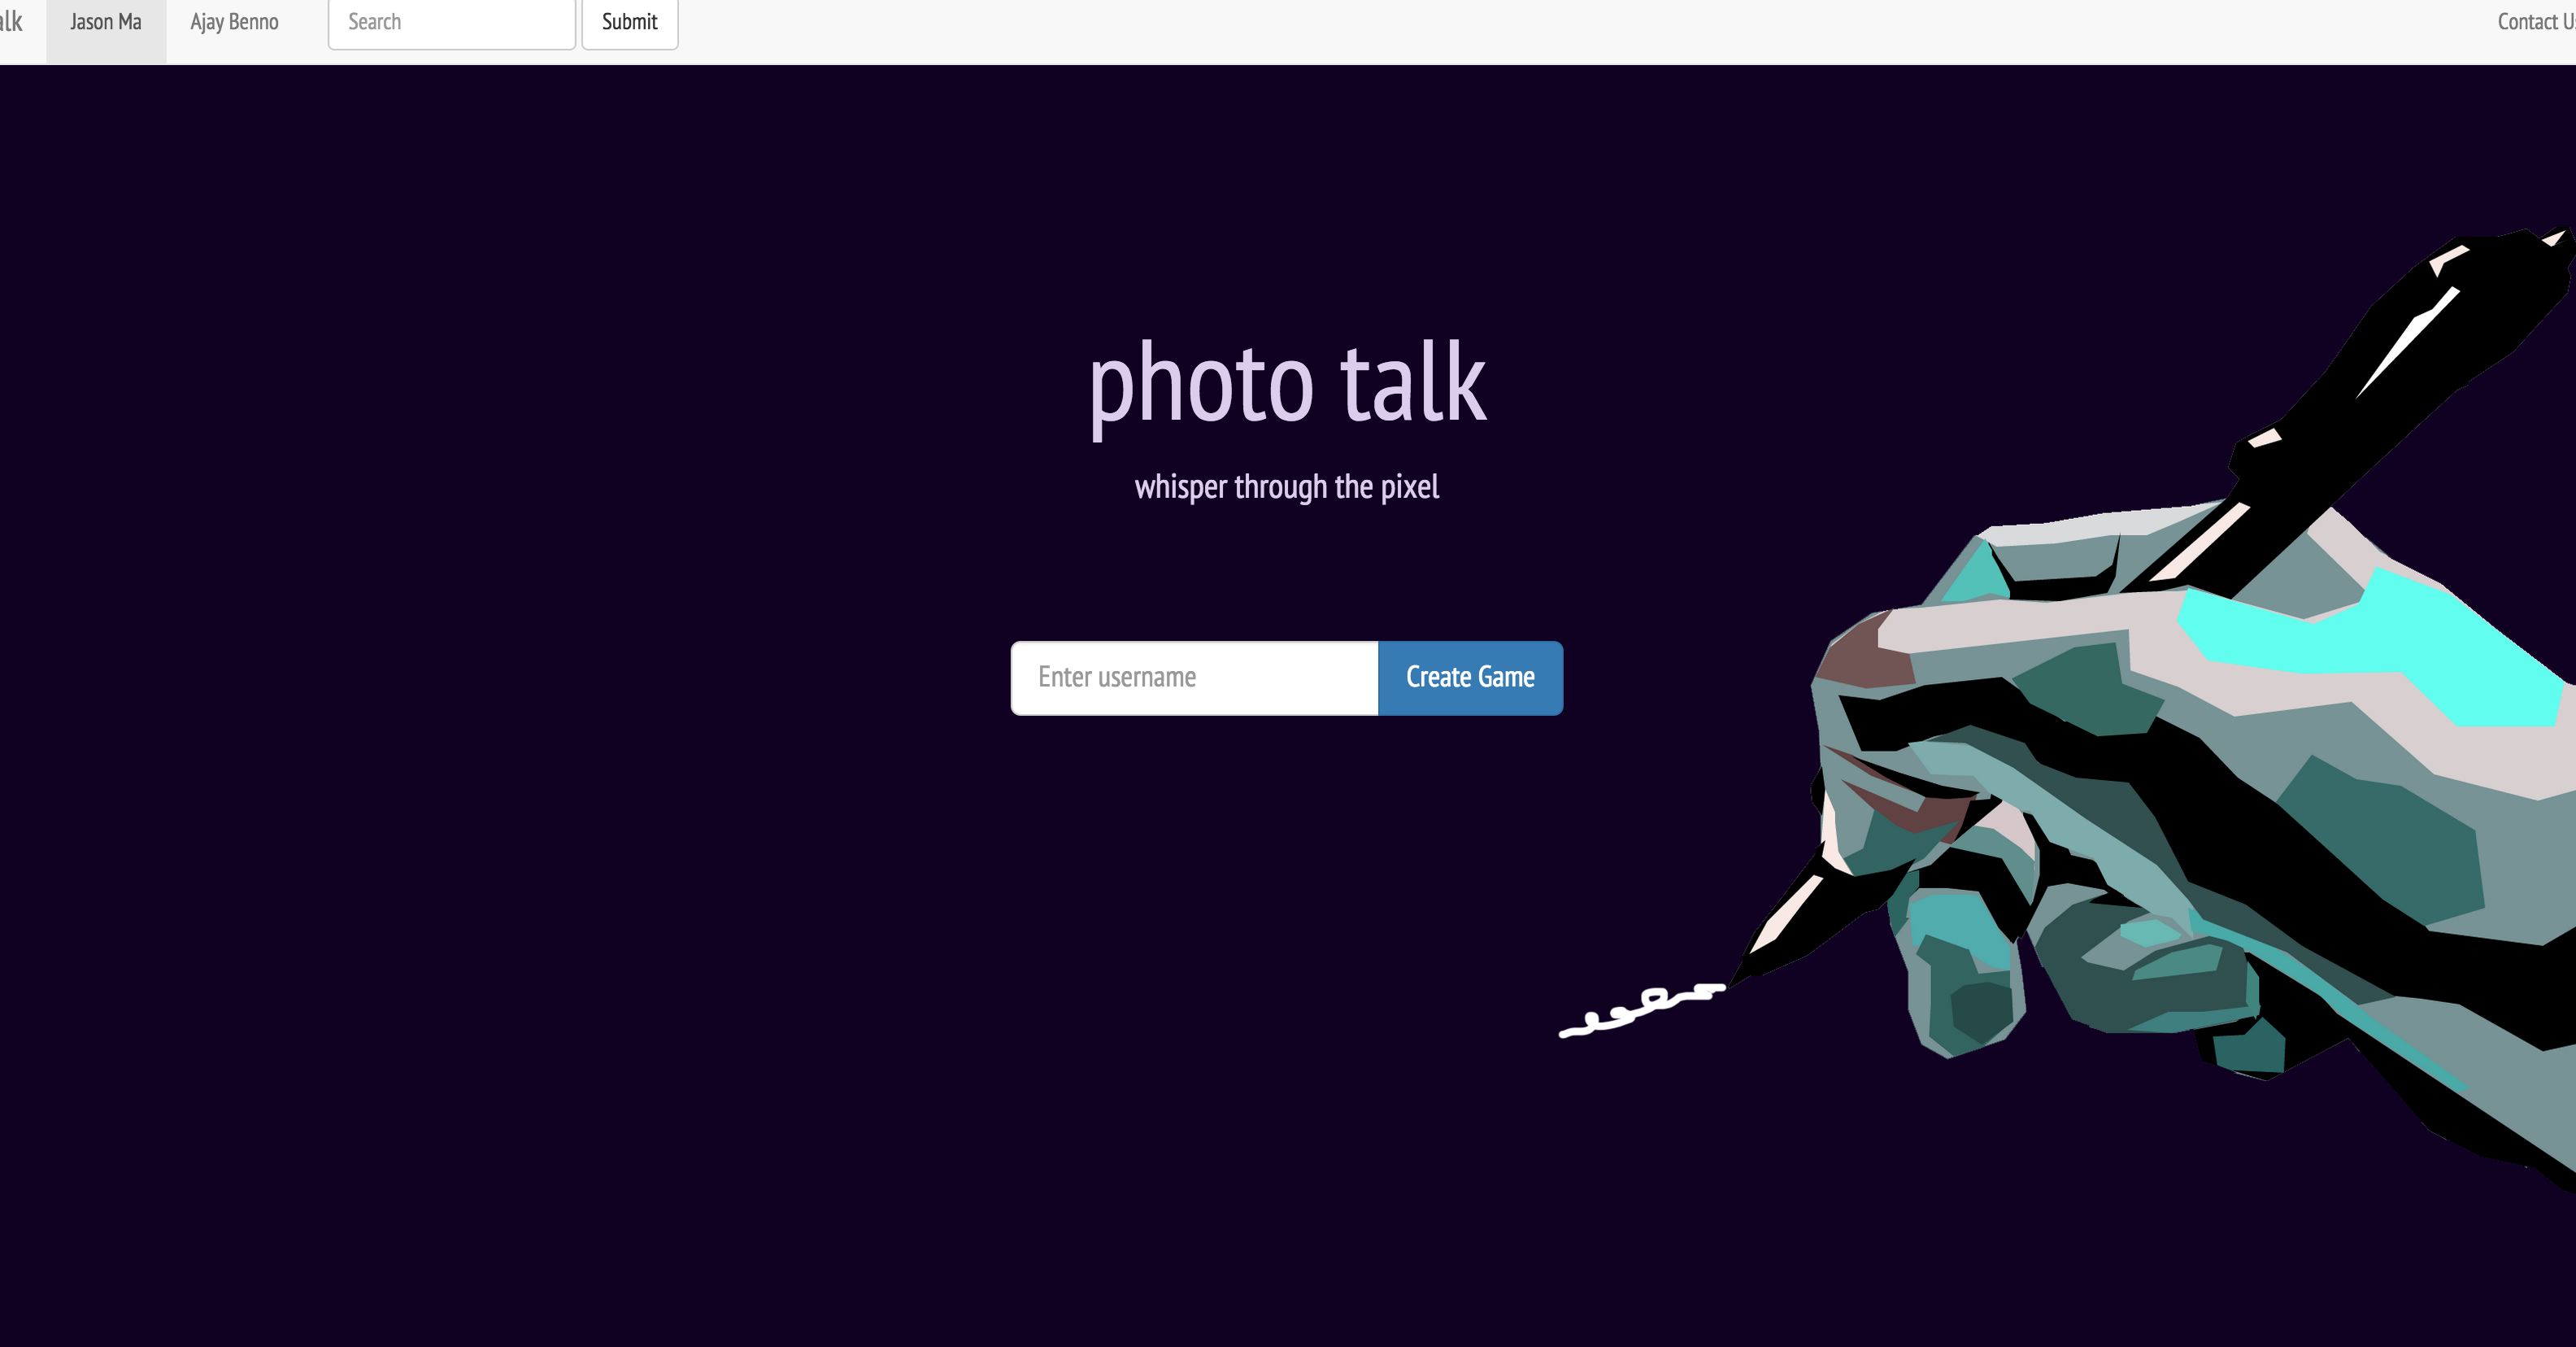 alk Jason Ma Ajay Benno Search Submit Contact U
photo talk
whisper through the pixel
Enter username Create Game